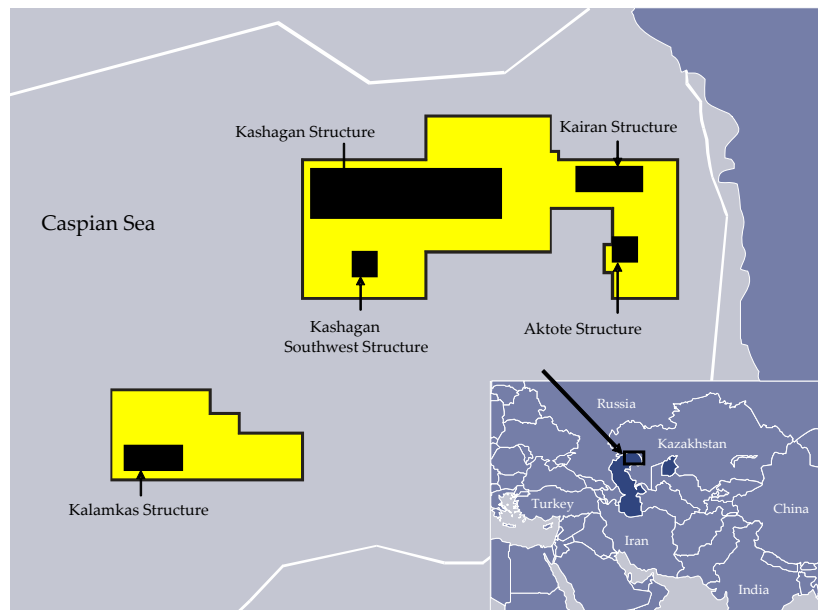 Kashagan Structure
Kairan Structure
Caspian Sea
Kashagan
Southwest Structure
Aktote Structure
Kalamkas Structure
Russia
Kazakhstan
Turkey
China
Iran
India